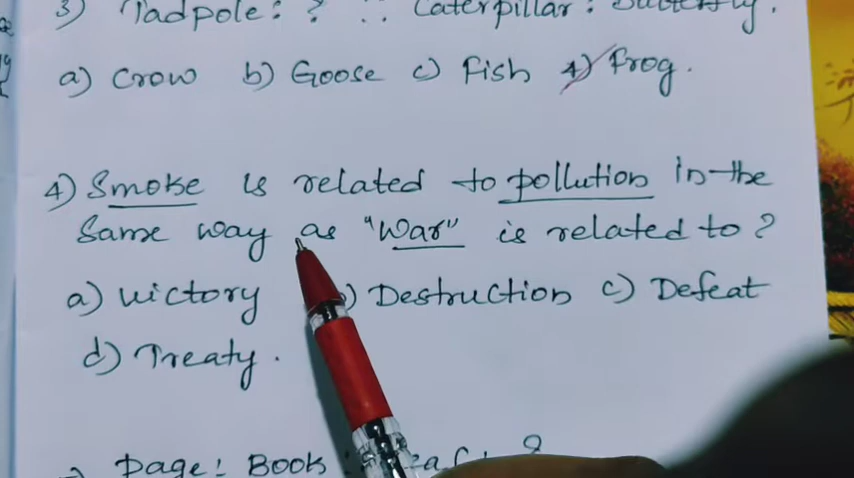 3) Tadpole : ? :: Caterpillar : Butterfly.
a) Crow b) Goose c) Fish d) Frog.
4) Smoke is related to pollution in the
Same way as "War" is related to ?
a) Victory b) Destruction c) Defeat
d) Treaty.
Page : Book : ?